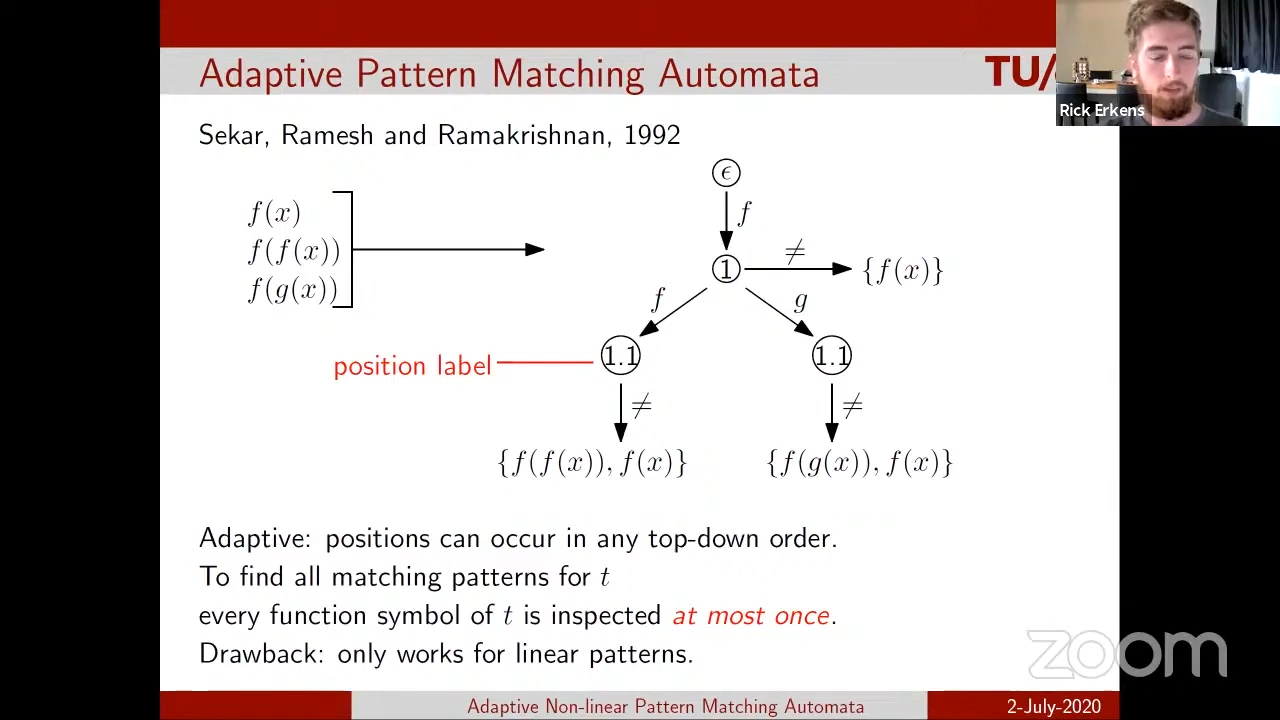 Adaptive Pattern Matching Automata
TU/
Rick Erkens
Sekar, Ramesh and Ramakrishnan, 1992
f(x)
f(f(x))
f(g(x))
ϵ
f
1
≠
{f(x)}
f
g
position label
1.1
1.1
≠
≠
{f(f(x)), f(x)}
{f(g(x)), f(x)}
Adaptive: positions can occur in any top-down order.
To find all matching patterns for t
every function symbol of t is inspected at most once.
Drawback: only works for linear patterns.
zoom
Adaptive Non-linear Pattern Matching Automata
2-July-2020